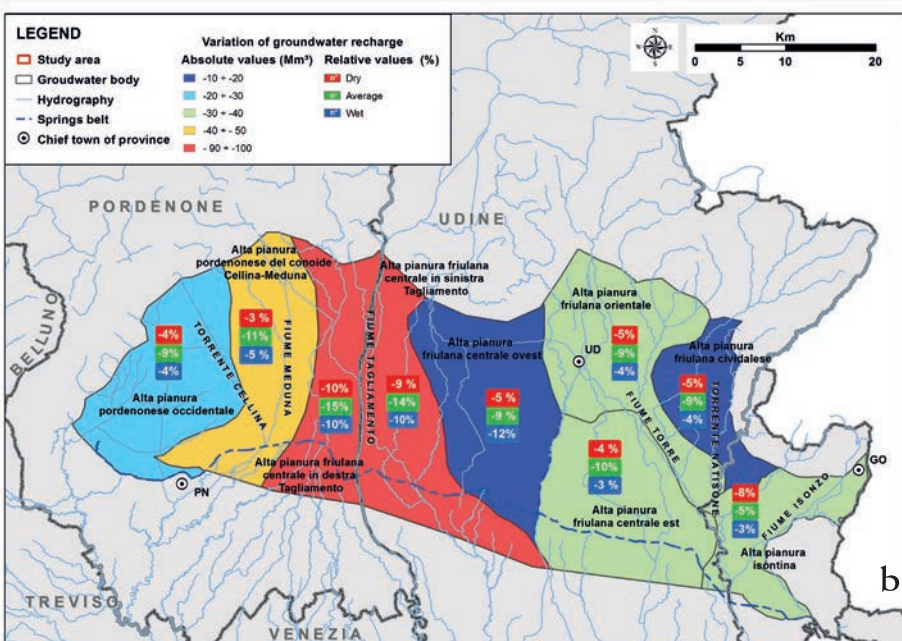 LEGEND
Study area
Groudwater body
Hydrography
Springs belt
Chief town of province
Variation of groundwater recharge
Absolute values (Mm³)
-10 ÷ -20
-20 ÷ -30
-30 ÷ -40
-40 ÷ - 50
- 90 ÷ -100
Relative values (%)
n° Dry
n° Average
n° Wet
N
E
S
W
Km
0 5 10 20
PORDENONE
UDINE
BELLUNO
TREVISO
VENEZIA
Alta pianura
pordenonese del conoide
Cellina-Meduna
-3 %
-11%
-5 %
-4%
-9%
-4%
Alta pianura
pordenonese occidentale
TORRENTE CELLINA
FIUME MEDUNA
PN
-10%
-15%
-10%
Alta pianura friulana
centrale in destra
Tagliamento
FIUME TAGLIAMENTO
Alta pianura friulana
centrale in sinistra
Tagliamento
-9 %
-14%
-10%
Alta pianura
friulana centrale ovest
-5 %
-9 %
-12%
Alta pianura
friulana orientale
-5%
-9%
-4%
UD
FIUME TORRE
Alta pianura
friulana cividalese
-5%
-9%
-4%
TORRENTE NATISONE
-4 %
-10%
-3 %
Alta pianura
friulana centrale est
-8%
-5%
-3%
FIUME ISONZO
GO
Alta pianura
isontina
b